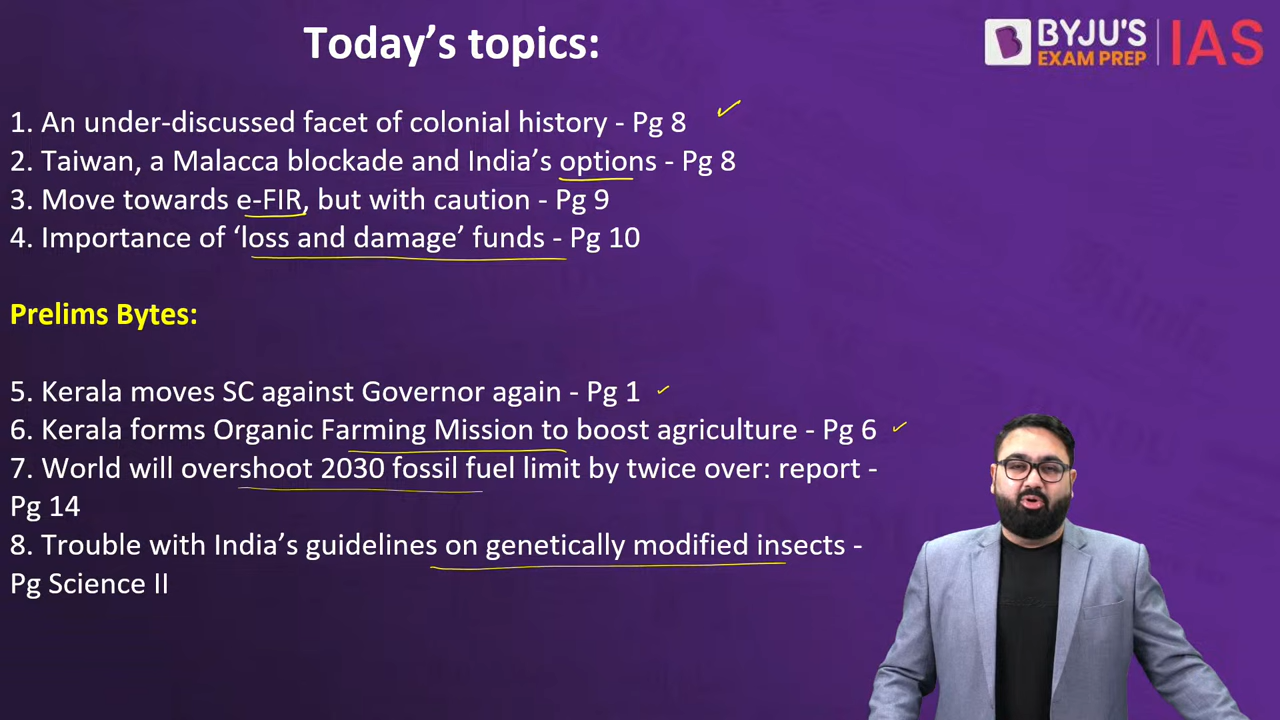 Today’s topics:
BYJU'S
EXAM PREP
IAS
1. An under-discussed facet of colonial history - Pg 8
2. Taiwan, a Malacca blockade and India’s options - Pg 8
3. Move towards e-FIR, but with caution - Pg 9
4. Importance of ‘loss and damage’ funds - Pg 10
Prelims Bytes:
5. Kerala moves SC against Governor again - Pg 1
6. Kerala forms Organic Farming Mission to boost agriculture - Pg 6
7. World will overshoot 2030 fossil fuel limit by twice over: report -
Pg 14
8. Trouble with India’s guidelines on genetically modified insects -
Pg Science II